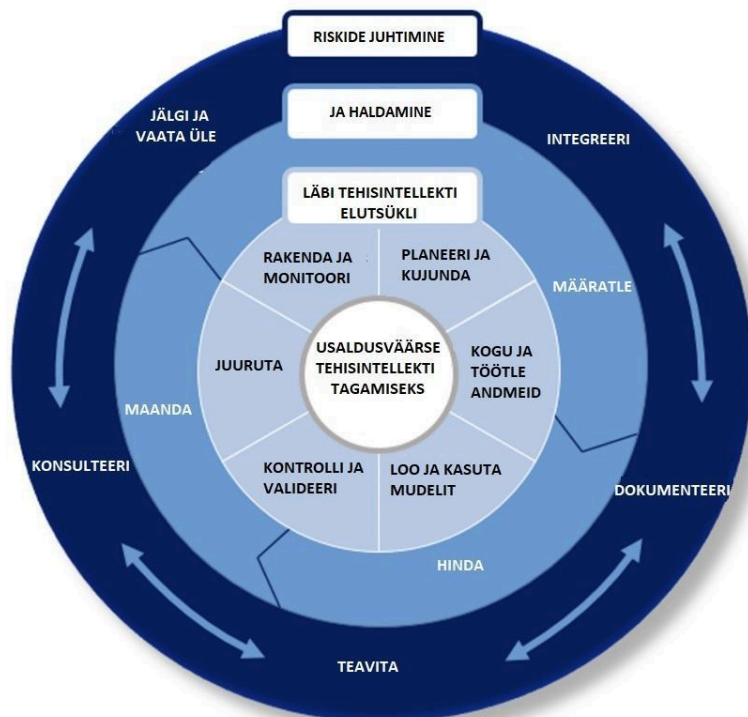 RISKIDE JUHTIMINE
JÄLGI JA
VAATA ÜLE
JA HALDAMINE
INTEGREERI
LÄBI TEHISINTELLEKTI
ELUTSÜKLI
RAKENDA JA
MONITOORI
PLANEERI JA
KUJUNDA
MÄÄRATLE
USALDUSVÄÄRSE
TEHISINTELLEKTI
TAGAMISEKS
JUURUTA
KOGU JA
TÖÖTLE
ANDMEID
MAANDA
KONSULTEERI
KONTROLLI JA
VALIDEERI
LOO JA KASUTA
MUDELIT
DOKUMENTEERI
HINDA
TEAVITA